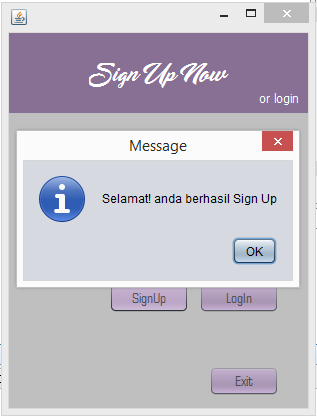 Sign Up Now
or login
Message
Selamat! anda berhasil Sign Up
OK
SignUp
LogIn
Exit